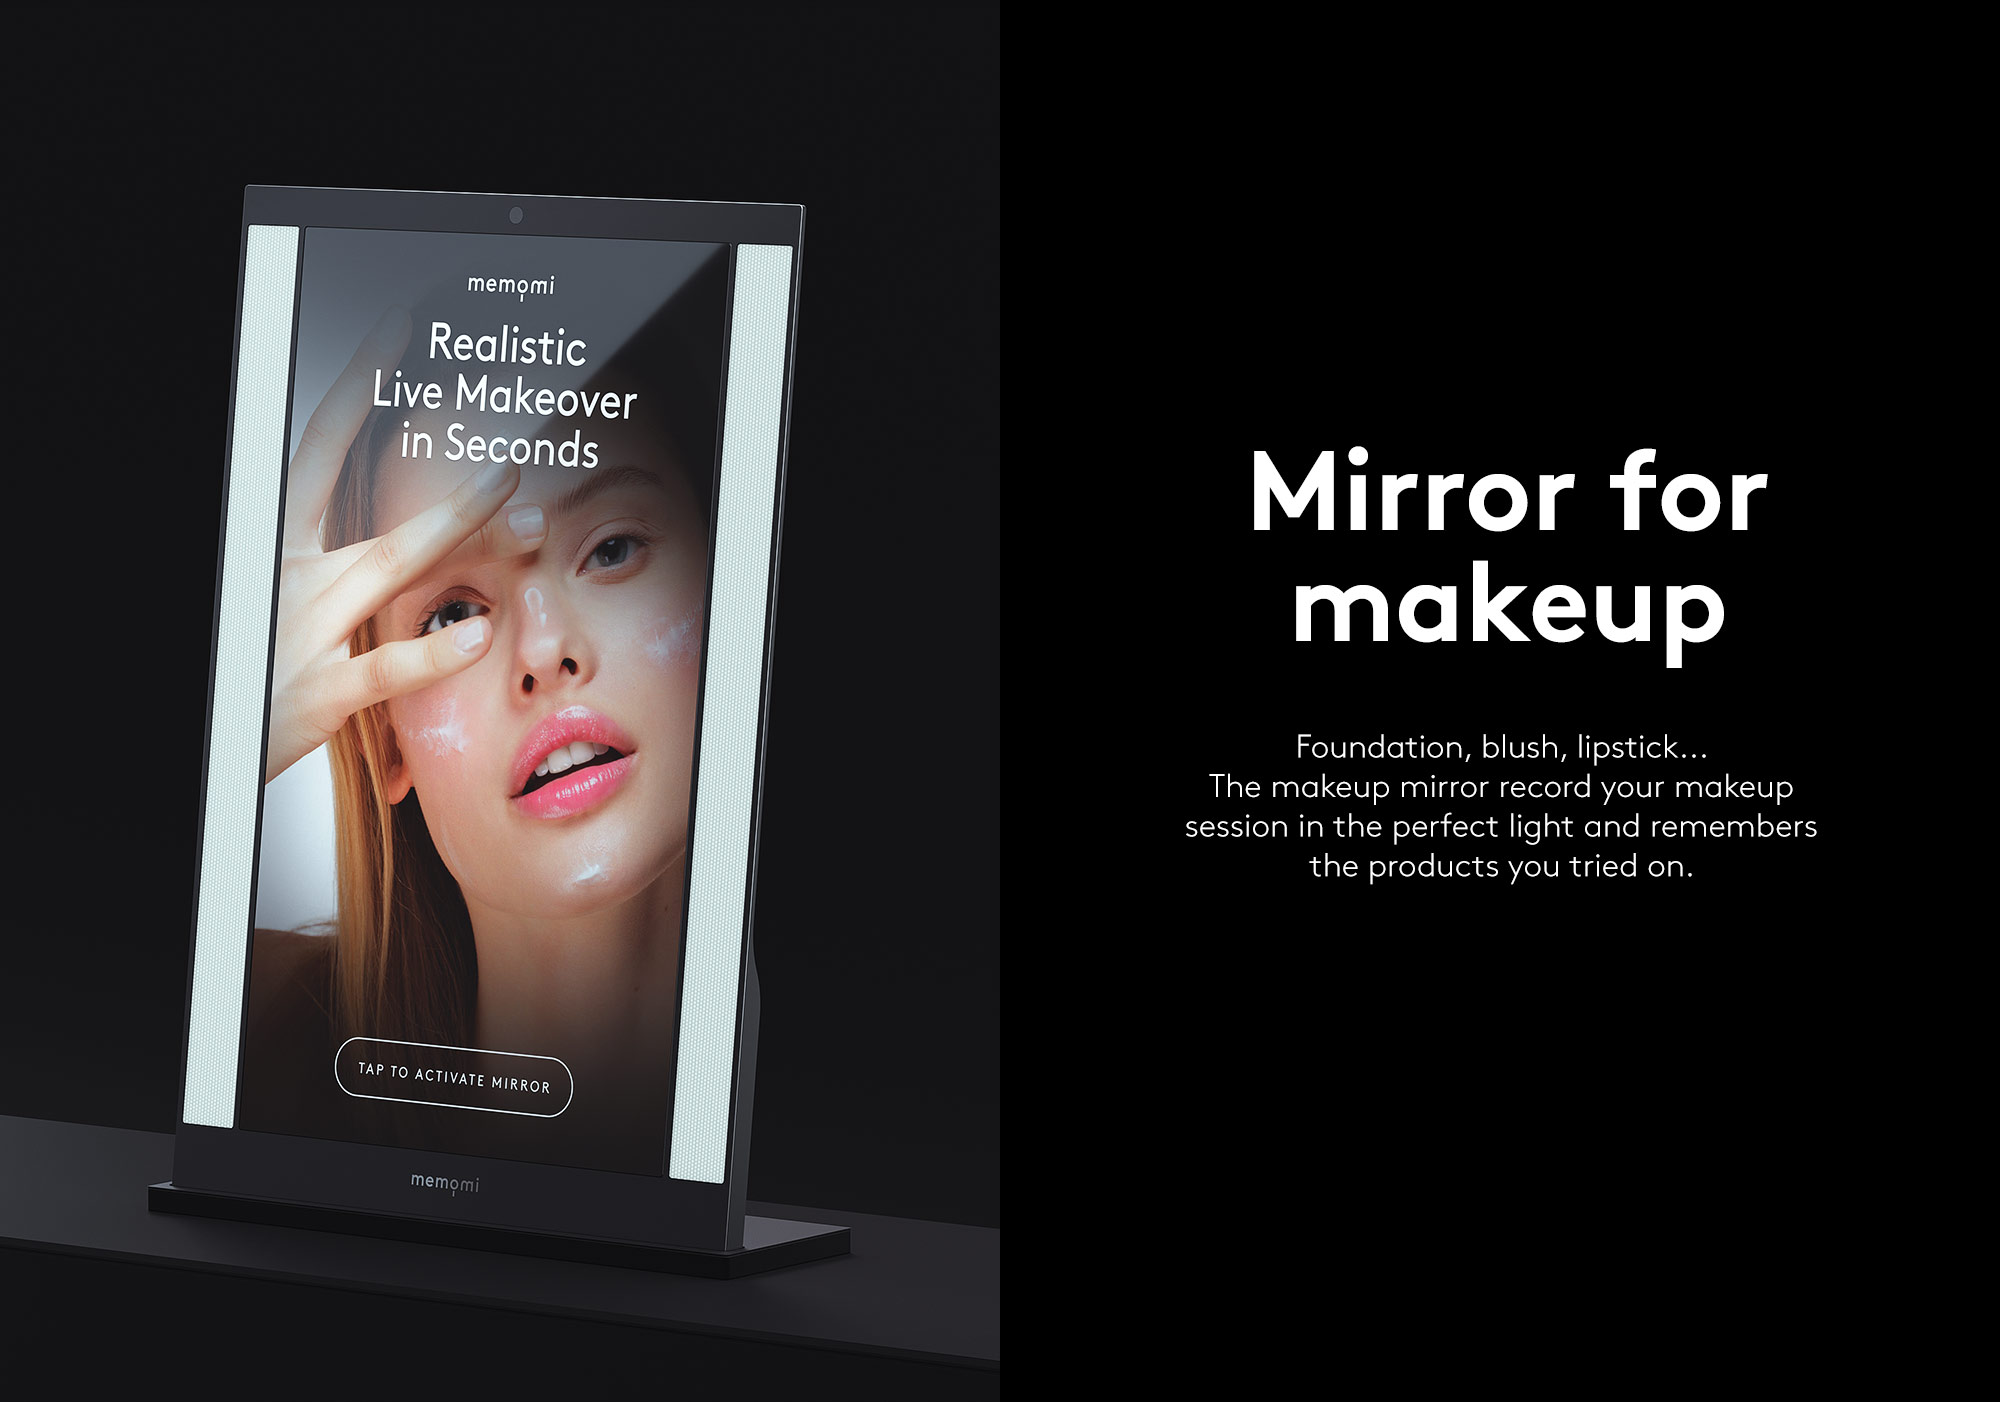 memomi
Realistic
Live Makeover
in Seconds
TAP TO ACTIVATE MIRROR
memomi
Mirror for
makeup
Foundation, blush, lipstick...
The makeup mirror record your makeup
session in the perfect light and remembers
the products you tried on.